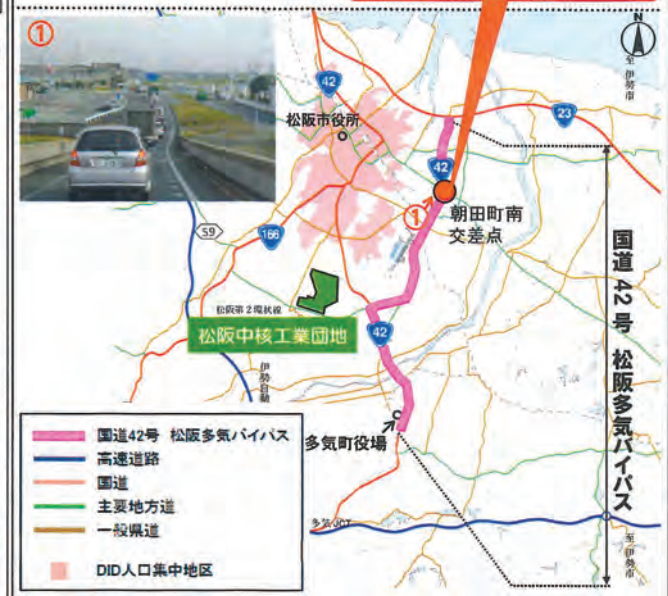 ①
N
至 伊勢市
42
松阪市役所
23
42
①
朝田町南
交差点
59
166
松阪第2環状線
松阪中核工業団地
42
伊勢自動
国道42号 松阪多気バイパス
多気町役場
多気JCT
至 伊勢市
国道42号 松阪多気バイパス
高速道路
国道
主要地方道
一般県道
DID人口集中地区